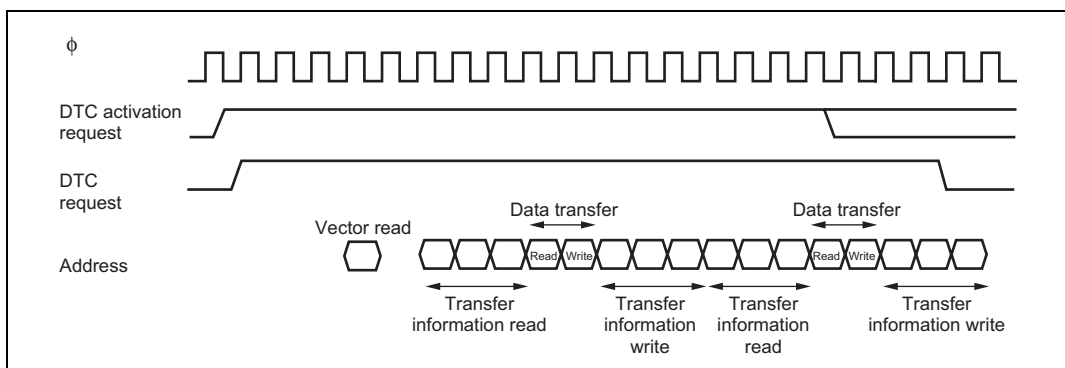 ϕ
DTC activation
request
DTC
request
Data transfer
Data transfer
Vector read
Address
Read
Write
Read
Write
Transfer
information read
Transfer
information
write
Transfer
information
read
Transfer
information write